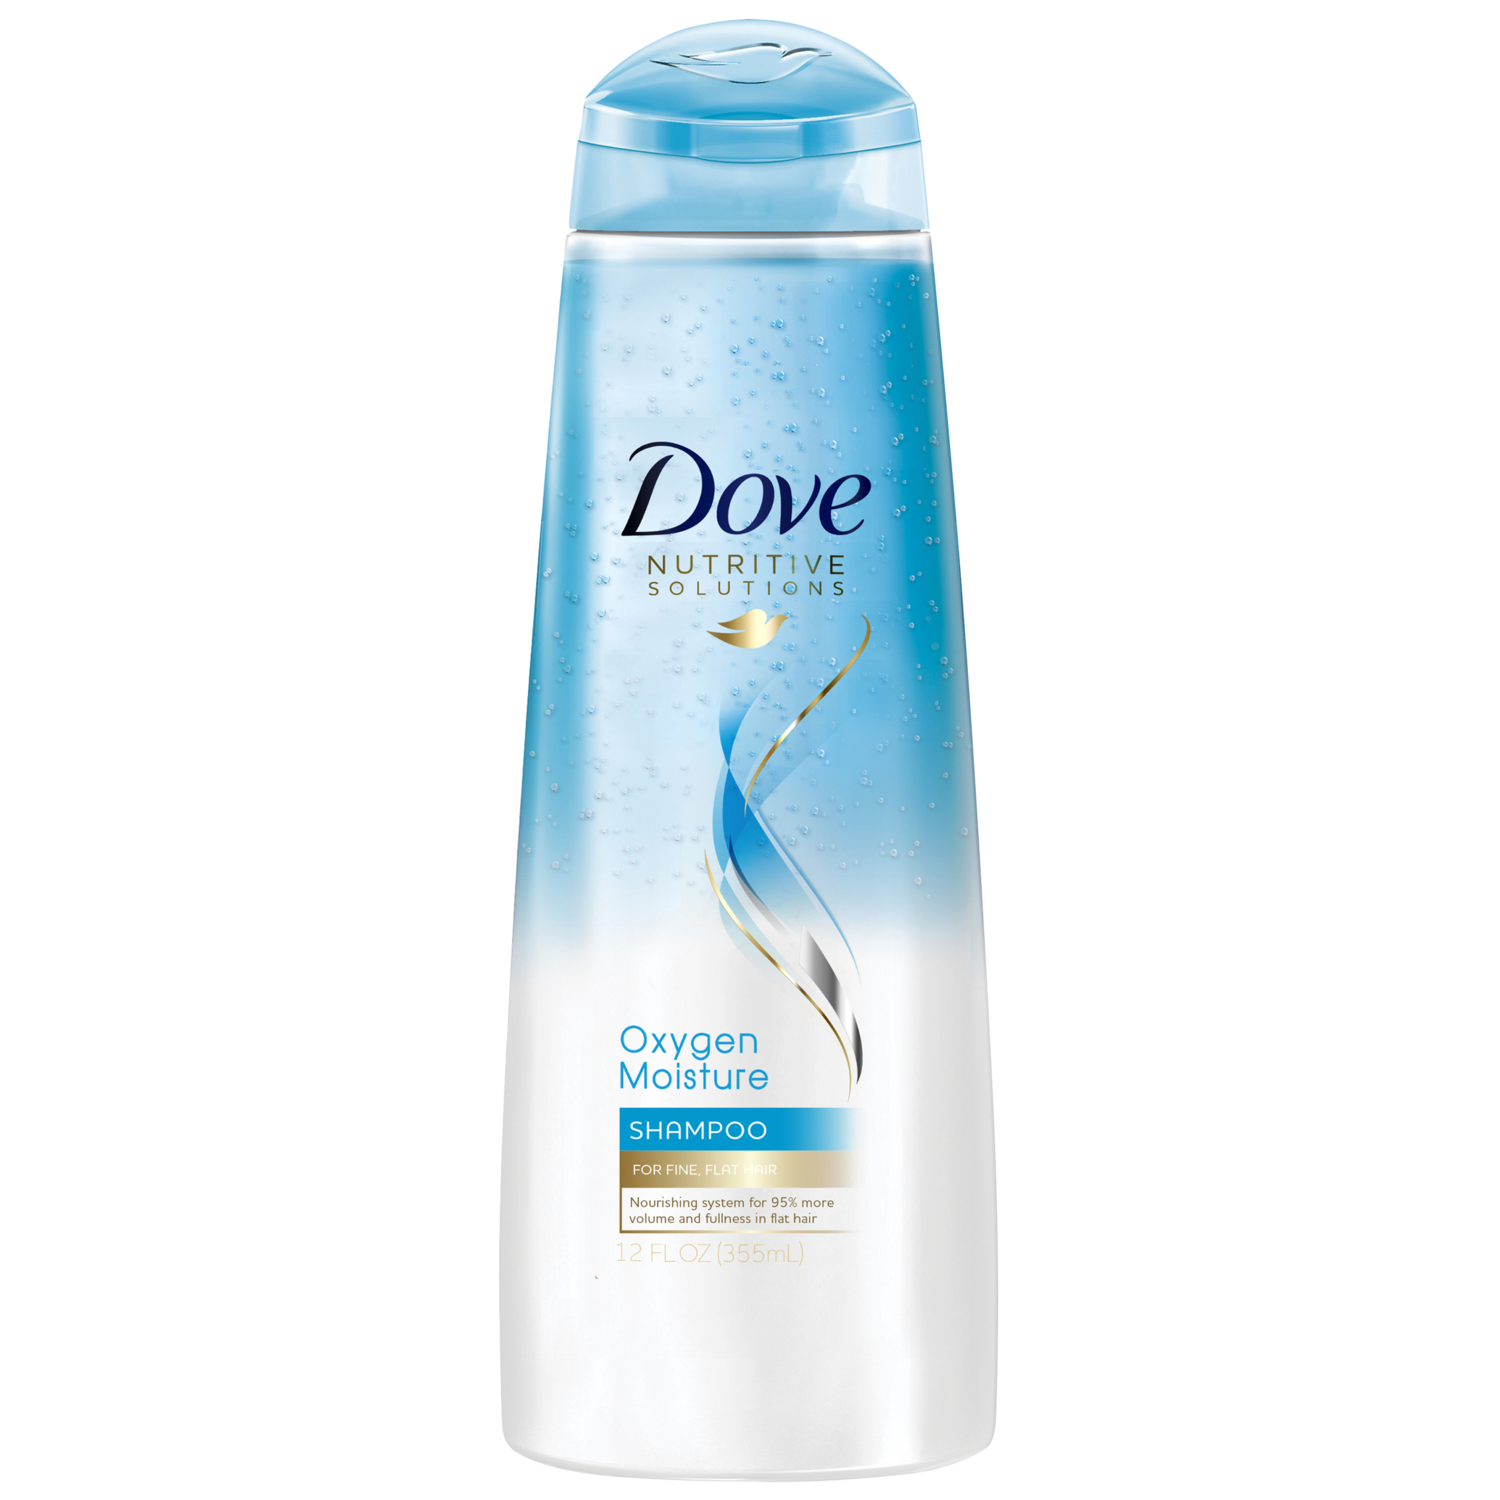 Dove
NUTRITIVE
SOLUTIONS
Oxygen
Moisture
SHAMPOO
FOR FINE, FLAT HAIR
Nourishing system for 95% more
volume and fullness in flat hair
12 FL OZ (355mL)